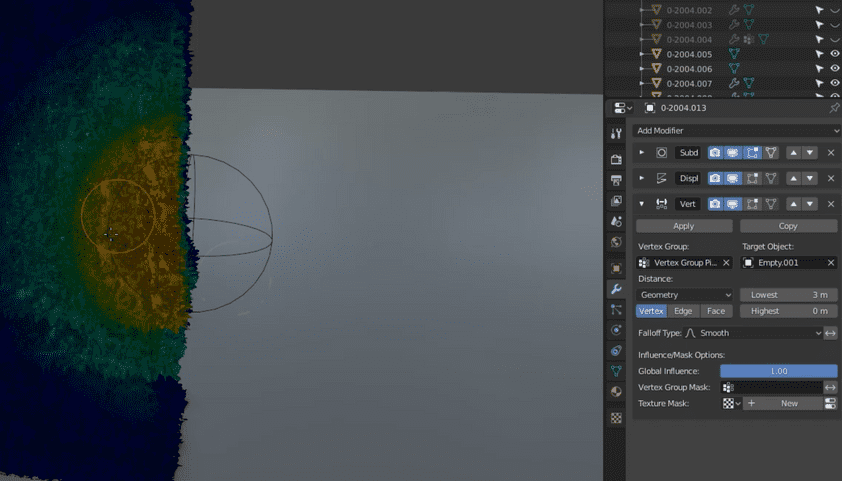 0-2004.002
0-2004.003
0-2004.004
0-2004.005
0-2004.006
0-2004.007
0-2004.013
Add Modifier
Subd
Displ
Vert
Apply Copy
Vertex Group: Target Object:
Vertex Group Pi... Empty.001
Distance:
Geometry Lowest 3 m
Vertex Edge Face Highest 0 m
Falloff Type: Smooth
Influence/Mask Options:
Global Influence: 1.00
Vertex Group Mask:
Texture Mask: New